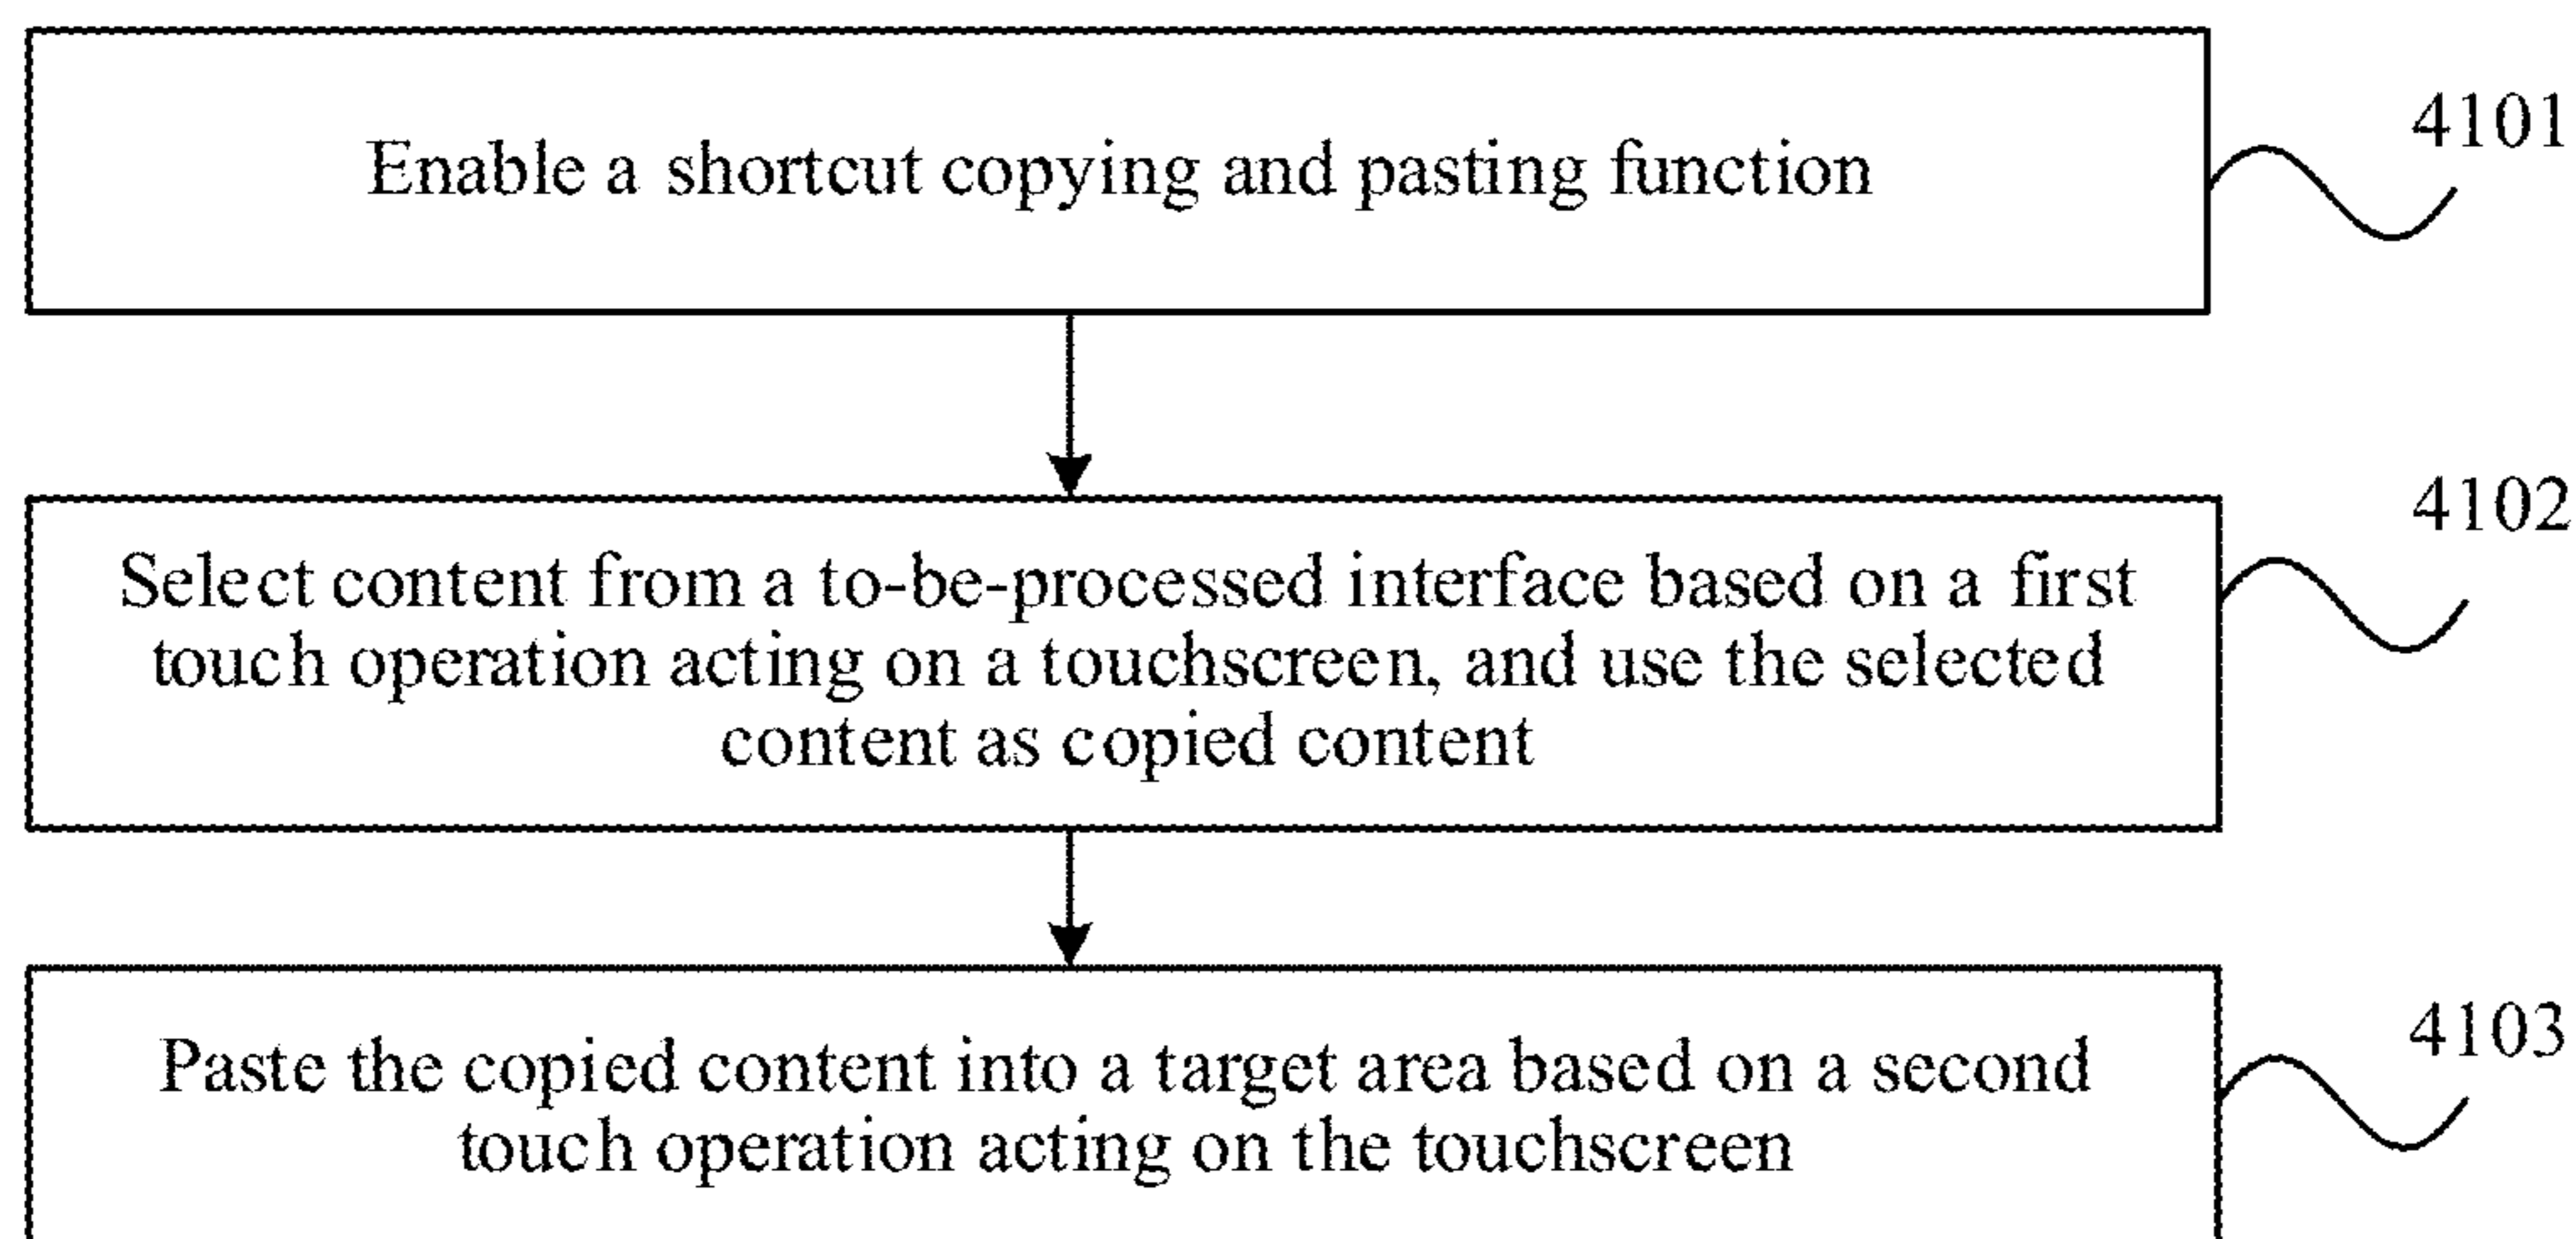 Enable a shortcut copying and pasting function
4101
Select content from a to-be-processed interface based on a first
touch operation acting on a touchscreen, and use the selected
content as copied content
4102
Paste the copied content into a target area based on a second
touch operation acting on the touchscreen
4103